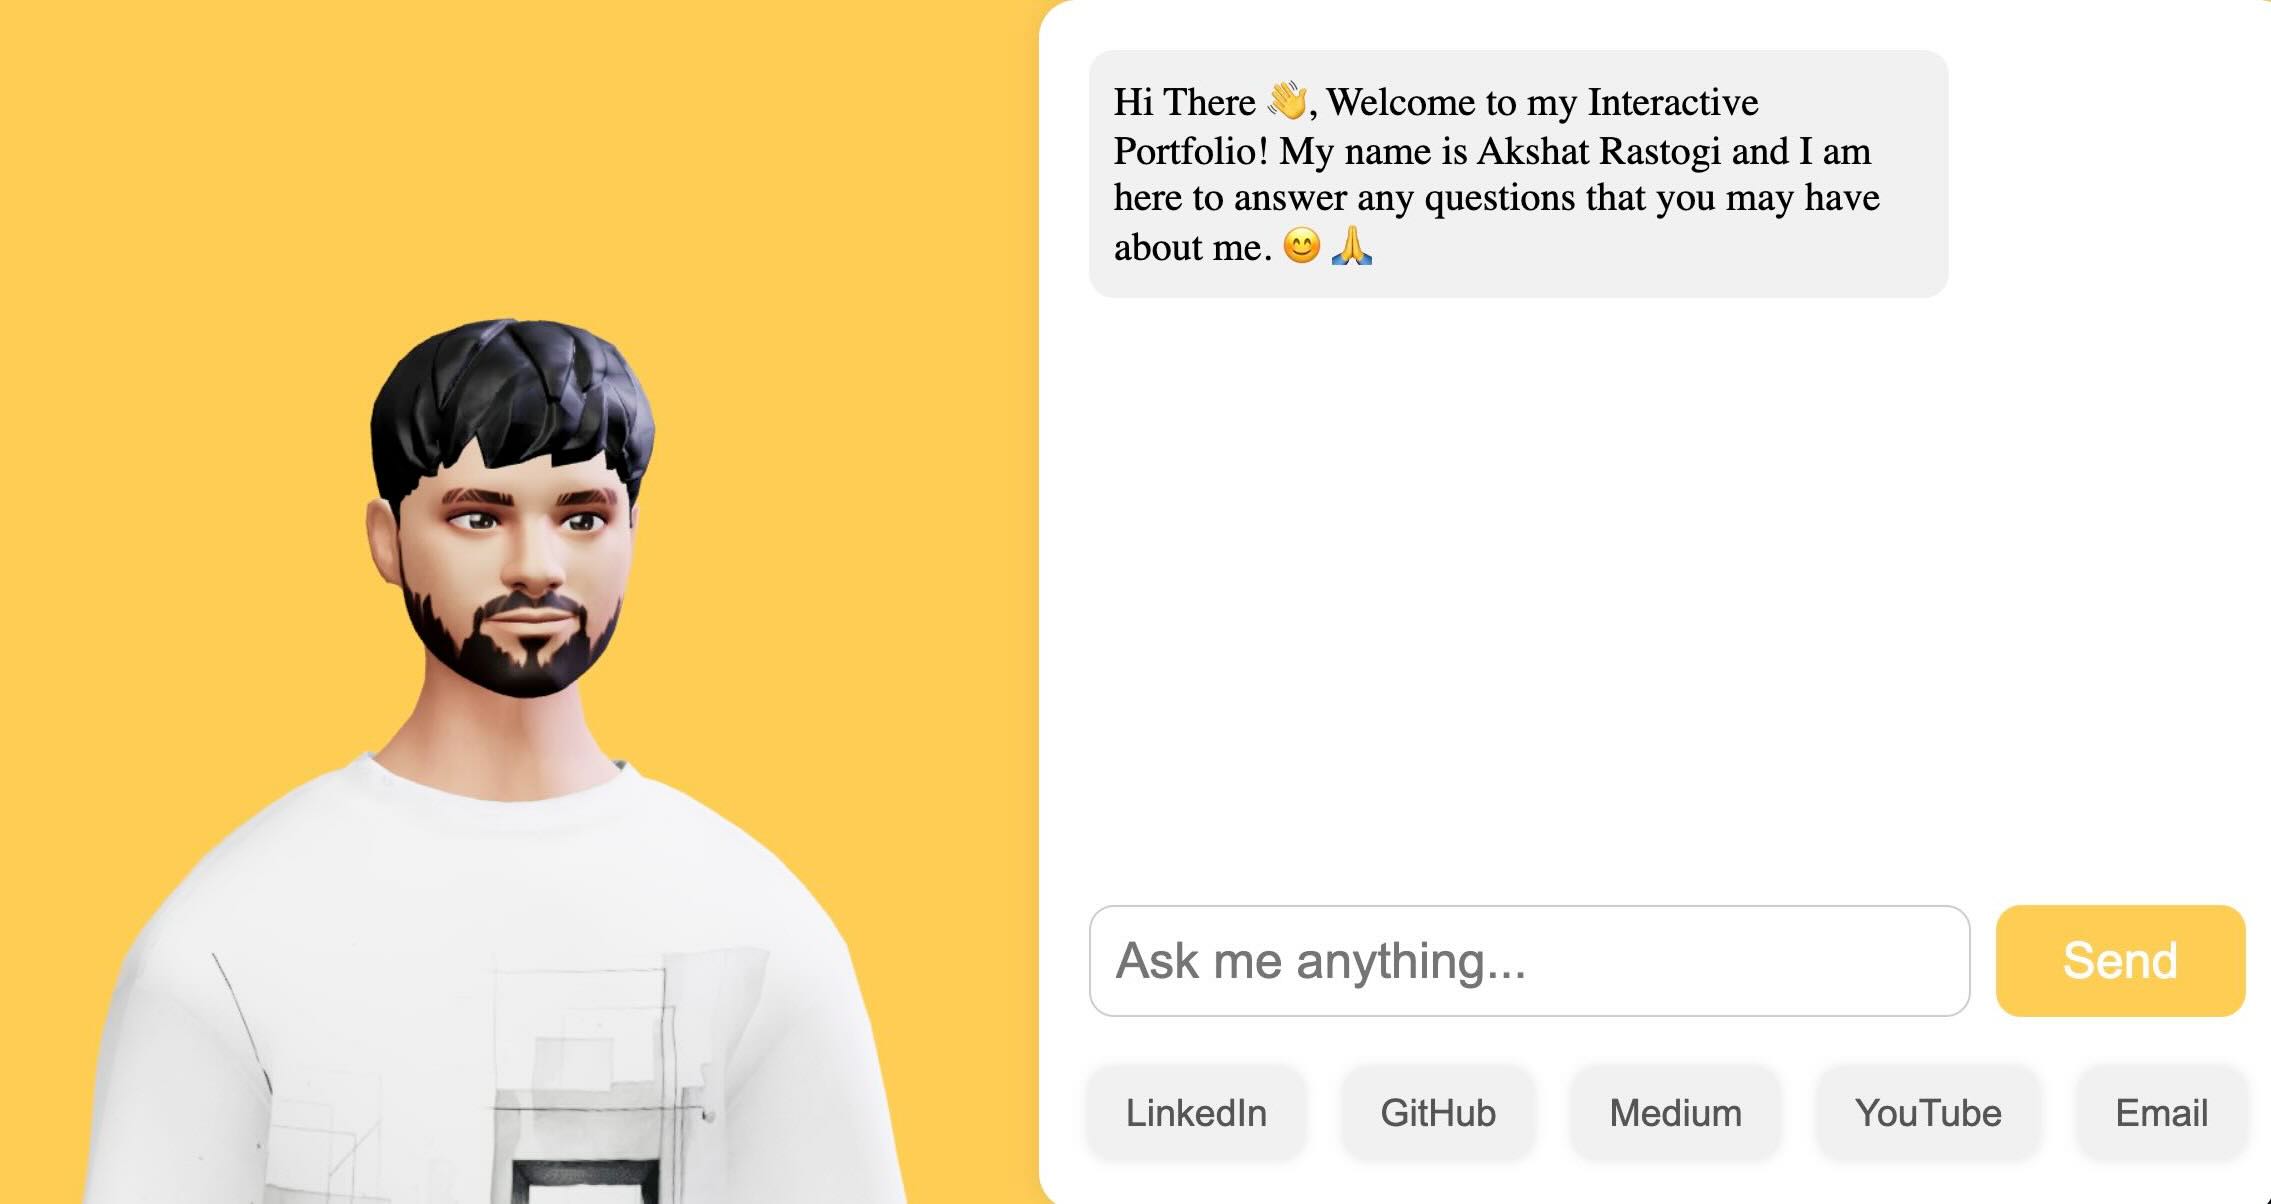 Hi There 👋, Welcome to my Interactive
Portfolio! My name is Akshat Rastogi and I am
here to answer any questions that you may have
about me. 😊 🙏
Ask me anything...
Send
LinkedIn
GitHub
Medium
YouTube
Email